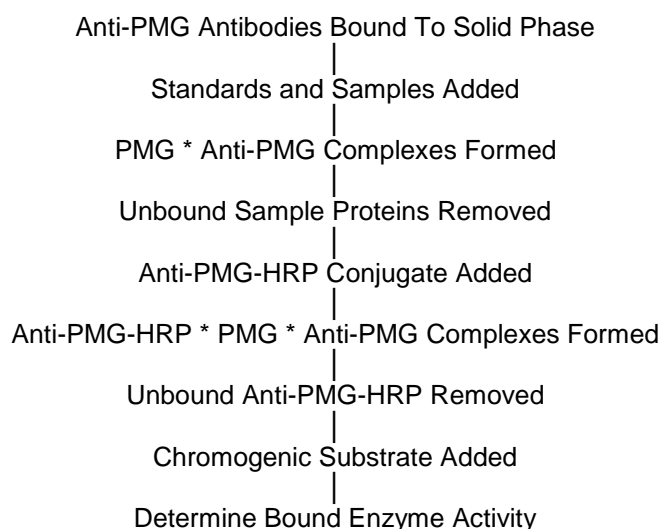 Anti-PMG Antibodies Bound To Solid Phase
Standards and Samples Added
PMG * Anti-PMG Complexes Formed
Unbound Sample Proteins Removed
Anti-PMG-HRP Conjugate Added
Anti-PMG-HRP * PMG * Anti-PMG Complexes Formed
Unbound Anti-PMG-HRP Removed
Chromogenic Substrate Added
Determine Bound Enzyme Activity